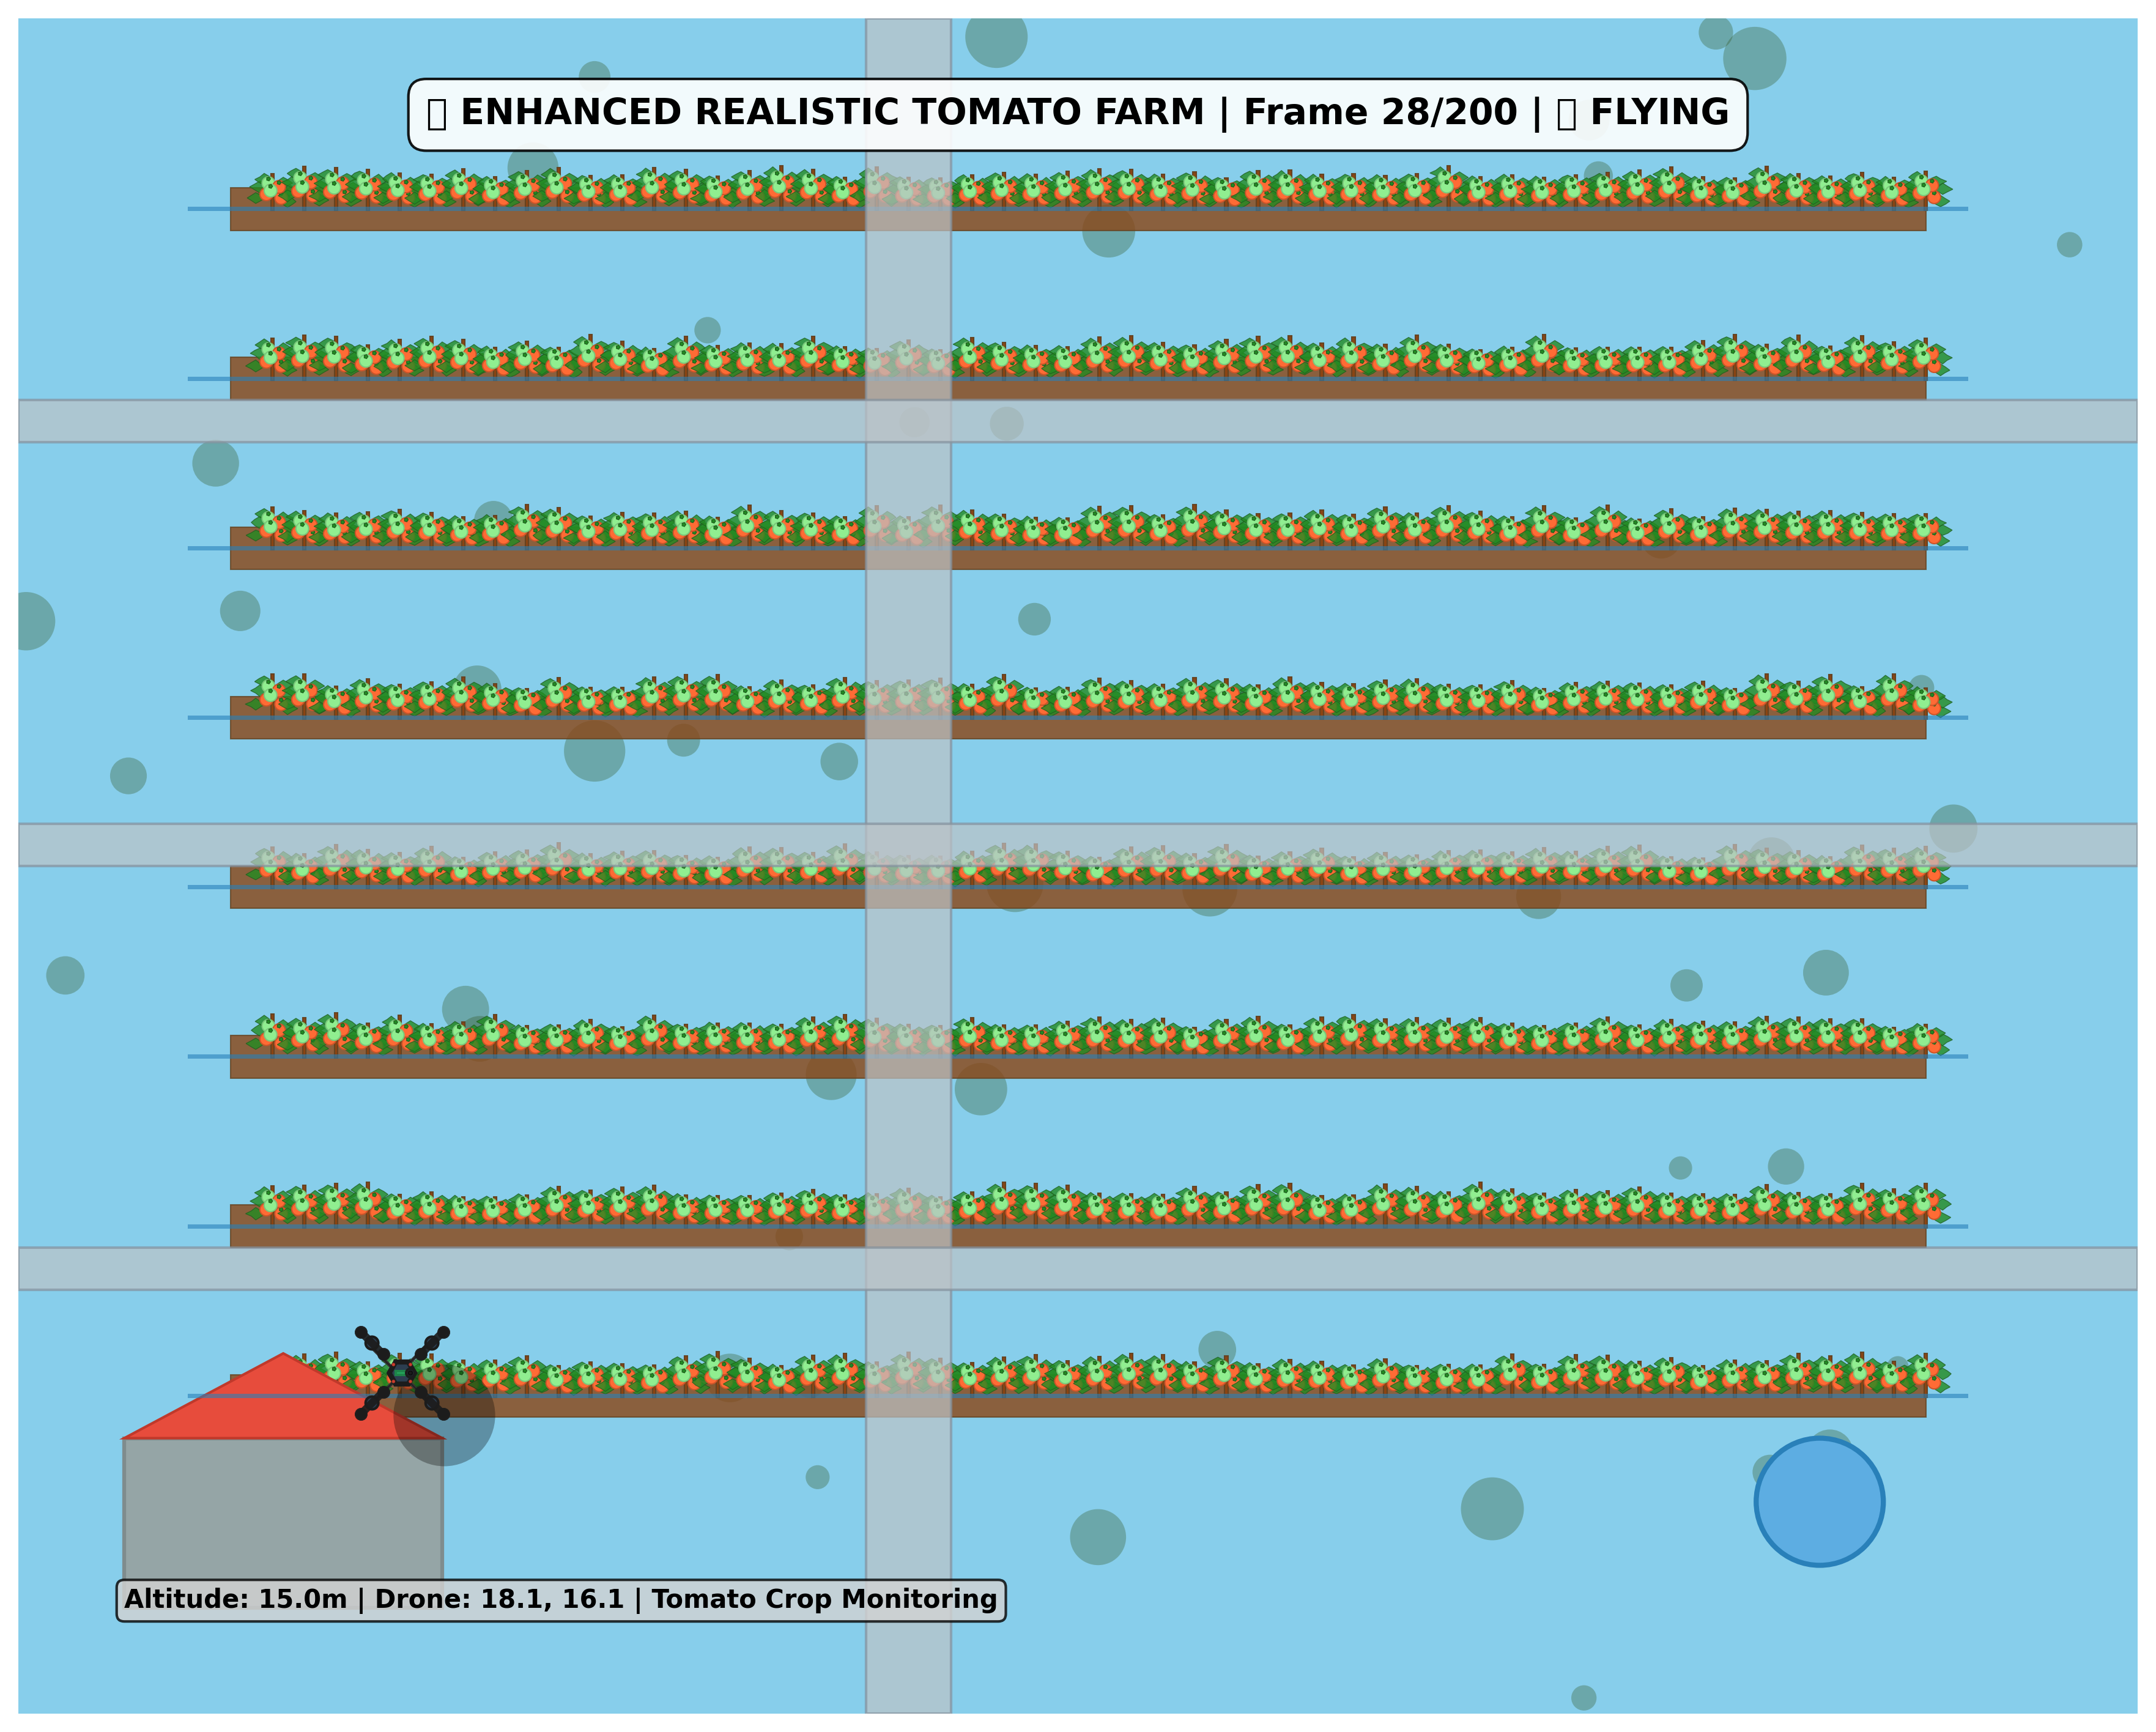 ▯ ENHANCED REALISTIC TOMATO FARM | Frame 28/200 | ▯ FLYING
Altitude: 15.0m | Drone: 18.1, 16.1 | Tomato Crop Monitoring